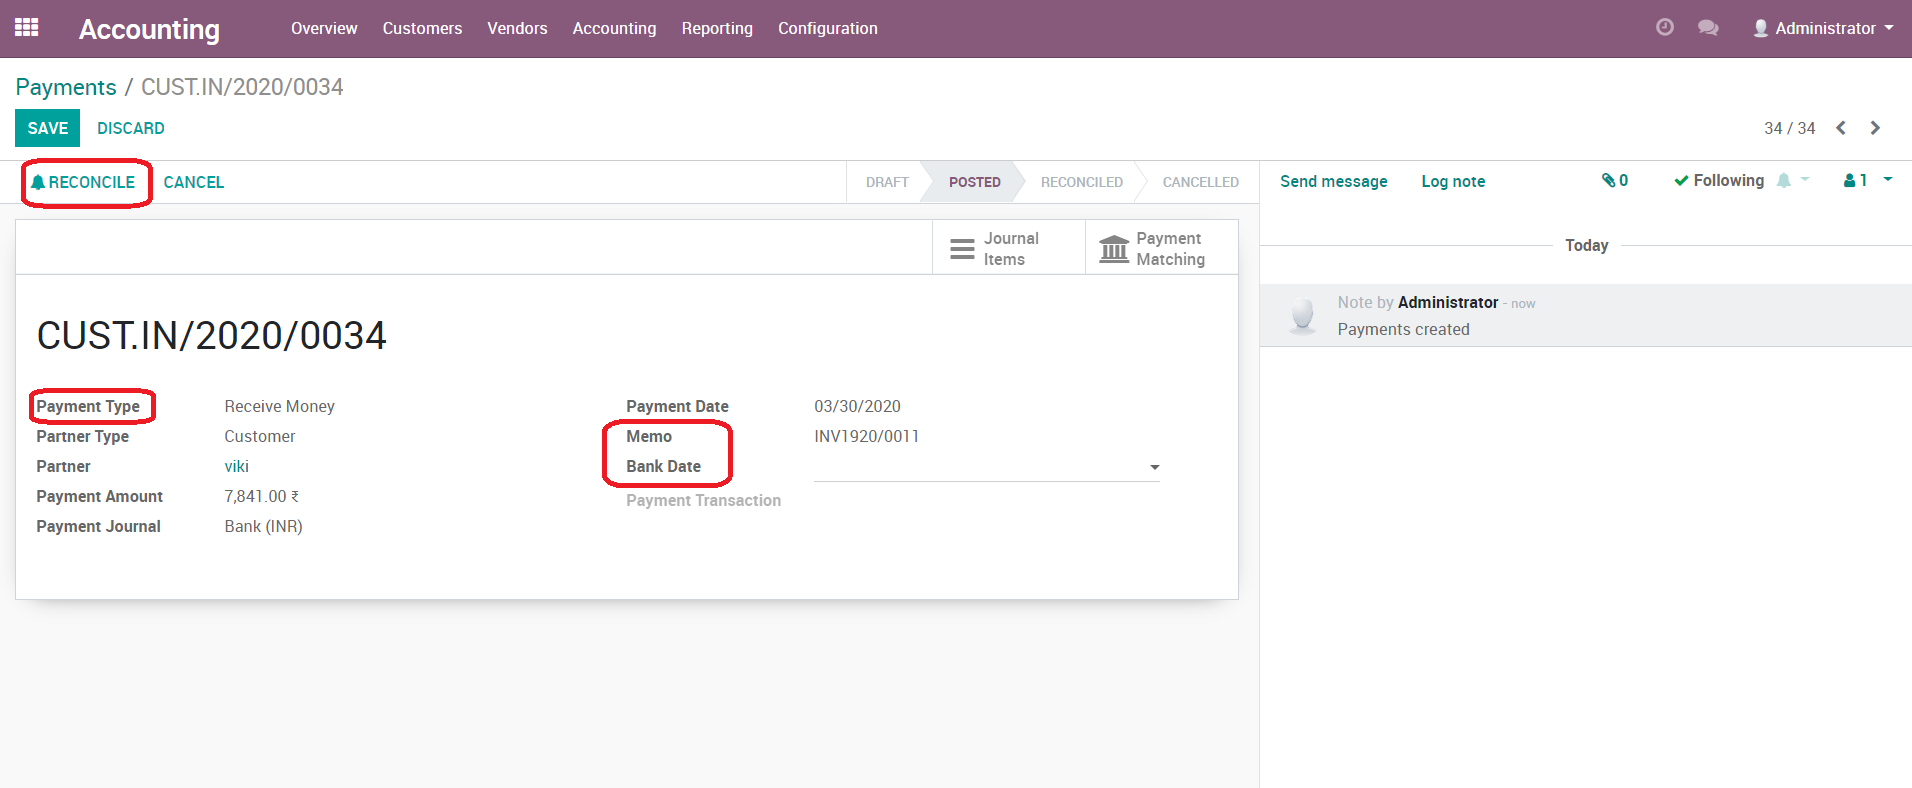 Accounting Overview Customers Vendors Accounting Reporting Configuration Administrator
Payments / CUST.IN/2020/0034
SAVE DISCARD 34 / 34
RECONCILE CANCEL DRAFT POSTED RECONCILED CANCELLED Send message Log note 0 Following 1
Journal Items
Payment Matching
Today
Note by Administrator - now
Payments created
CUST.IN/2020/0034
Payment Type Receive Money
Partner Type Customer
Partner viki
Payment Amount 7,841.00 ₹
Payment Journal Bank (INR)
Payment Date 03/30/2020
Memo INV1920/0011
Bank Date
Payment Transaction